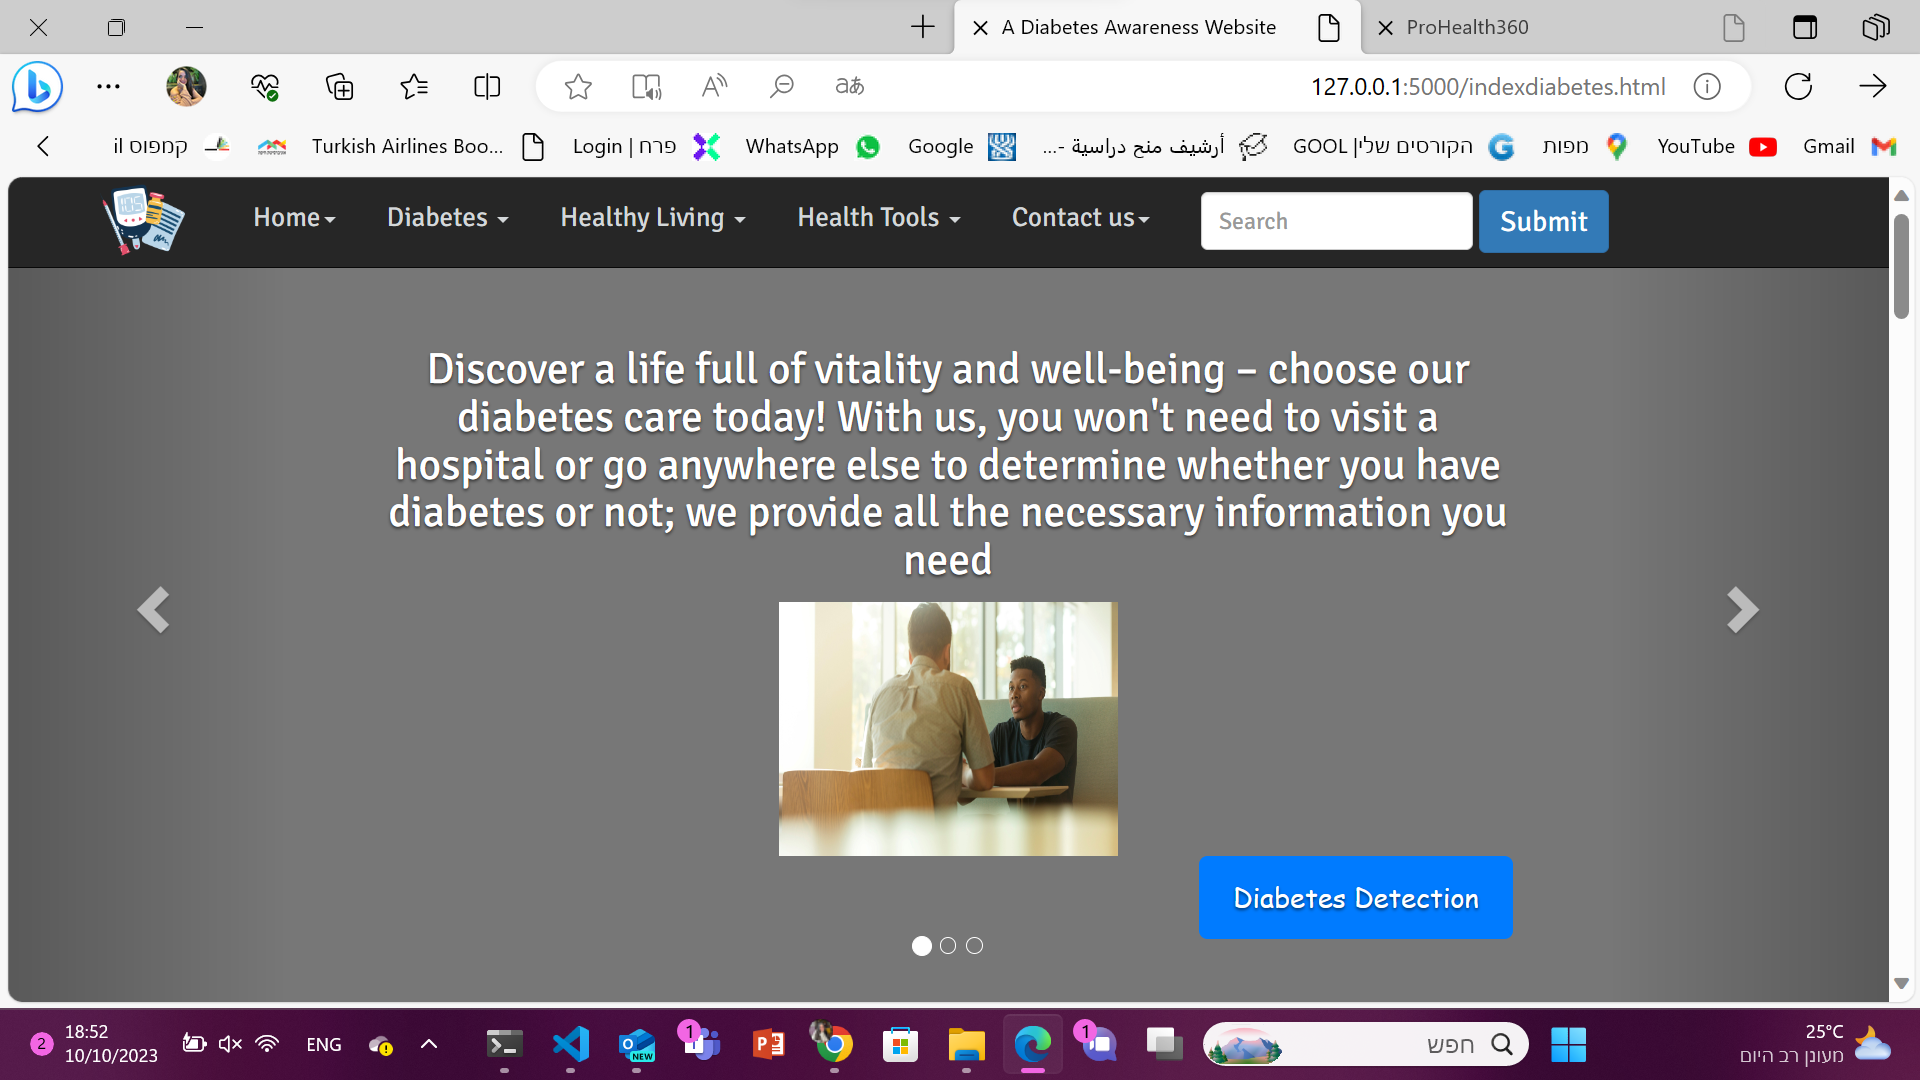 A Diabetes Awareness Website
ProHealth360
127.0.0.1:5000/indexdiabetes.html
קמפוס il
Turkish Airlines Boo...
Login | פרח
WhatsApp
Google
أرشيف منح دراسية -...
הקורסים שלי| GOOL
מפות
YouTube
Gmail
105
Home
Diabetes
Healthy Living
Health Tools
Contact us
Search
Submit
Discover a life full of vitality and well-being – choose our
diabetes care today! With us, you won't need to visit a
hospital or go anywhere else to determine whether you have
diabetes or not; we provide all the necessary information you
need
Diabetes Detection
2
18:52
10/10/2023
ENG
NEW
1
1
חפש
25°C
מעונן רב היום